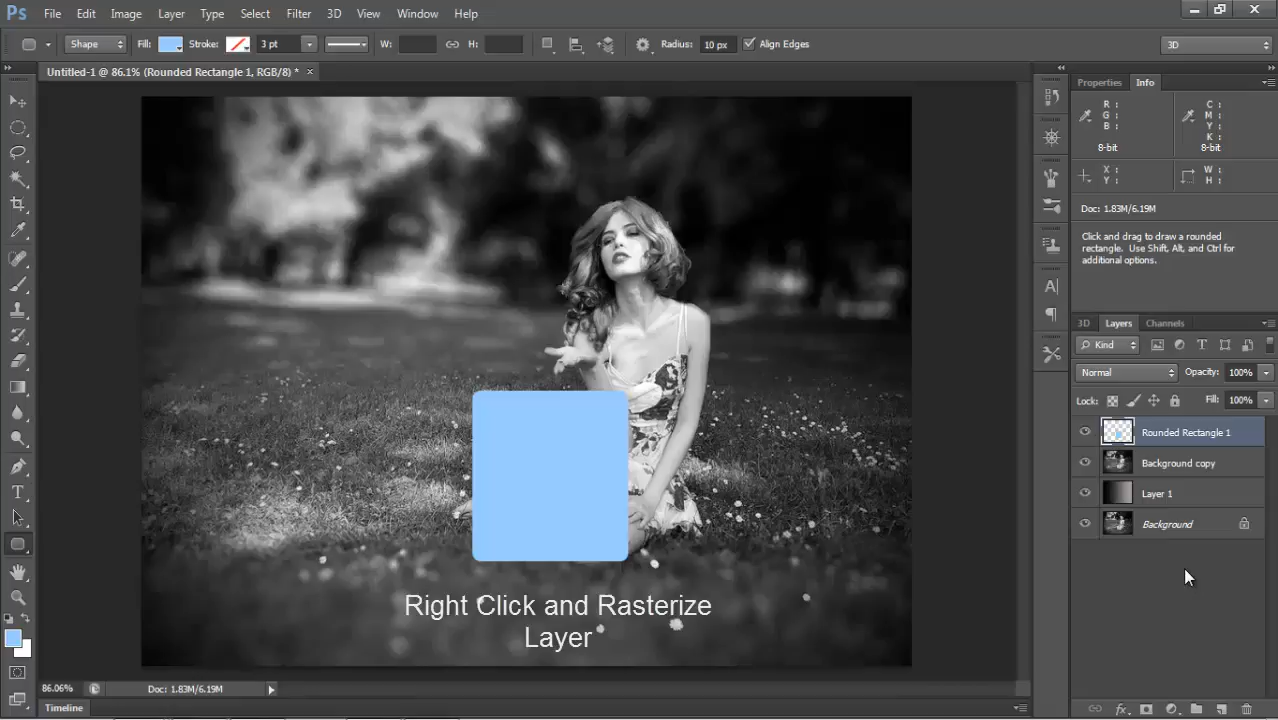 Ps File Edit Image Layer Type Select Filter 3D View Window Help
Shape Fill: Stroke: 3 pt W: H: Radius: 10 px Align Edges 3D
Untitled-1 @ 86.1% (Rounded Rectangle 1, RGB/8) * ×
Properties Info
R : C :
G : M :
B : Y :
K :
8-bit 8-bit
X : W :
Y : H :
Doc: 1.83M/6.19M
Click and drag to draw a rounded
rectangle. Use Shift, Alt, and Ctrl for
additional options.
3D Layers Channels
Kind
Normal Opacity: 100%
Lock: Fill: 100%
Rounded Rectangle 1
Background copy
Layer 1
Background
Right Click and Rasterize
Layer
86.06% Doc: 1.83M/6.19M
Timeline